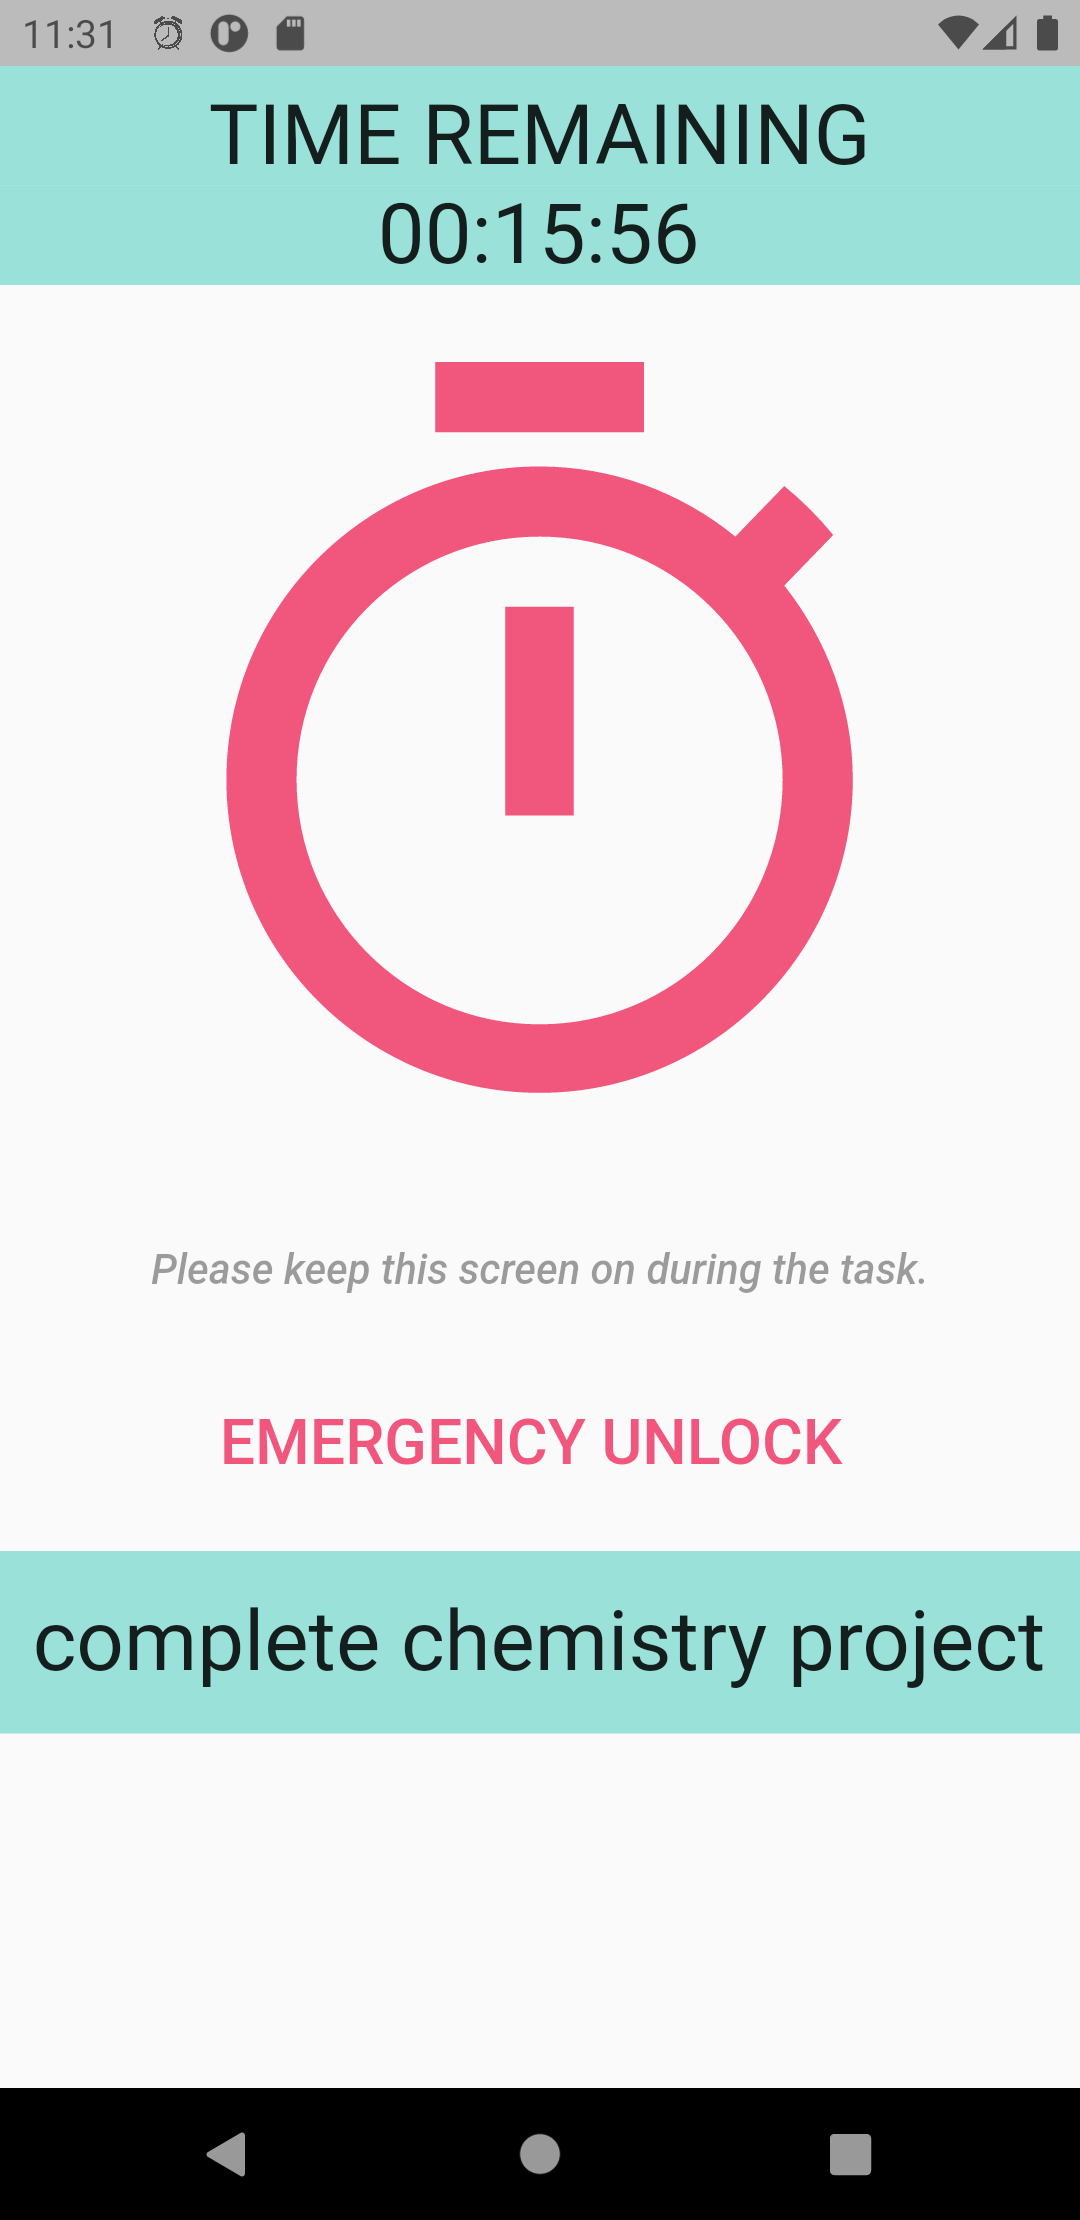 11:31
TIME REMAINING
00:15:56
Please keep this screen on during the task.
EMERGENCY UNLOCK
complete chemistry project